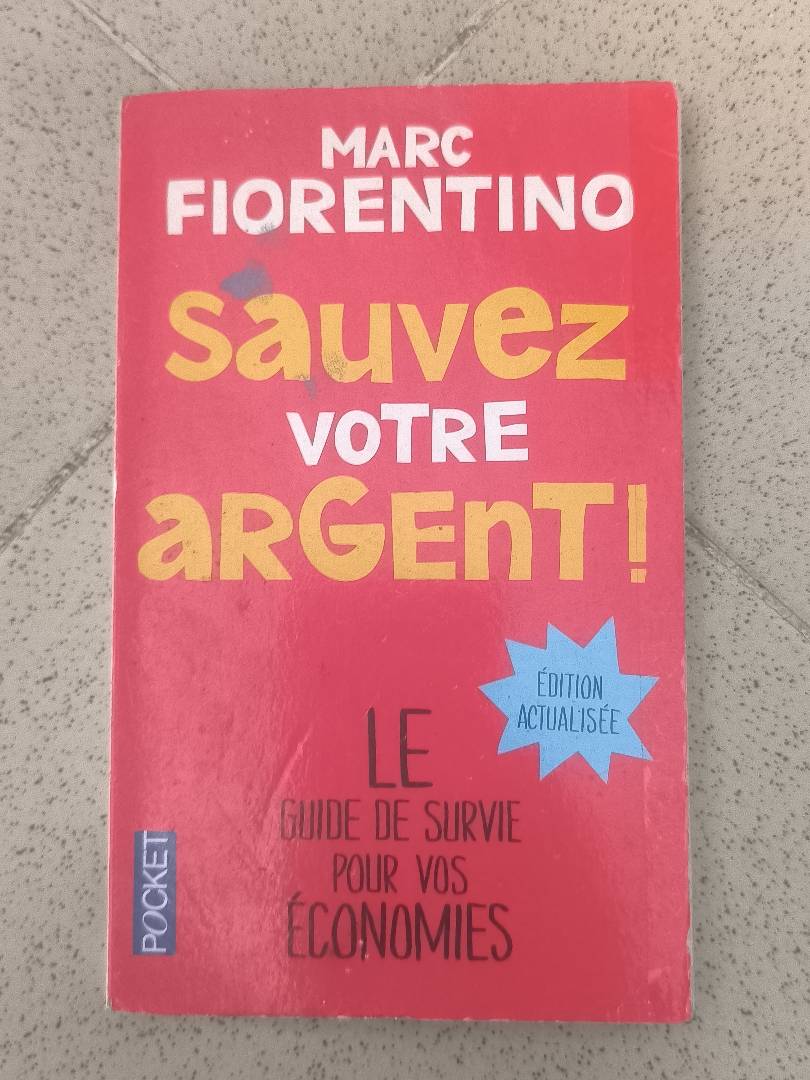 MARC
FIORENTINO
Sauvez
VOTRE
aRGEnT!
ÉDITION
ACTUALISÉE
LE
GUIDE DE SURVIE
POUR VOS
ÉCONOMIES
POCKET